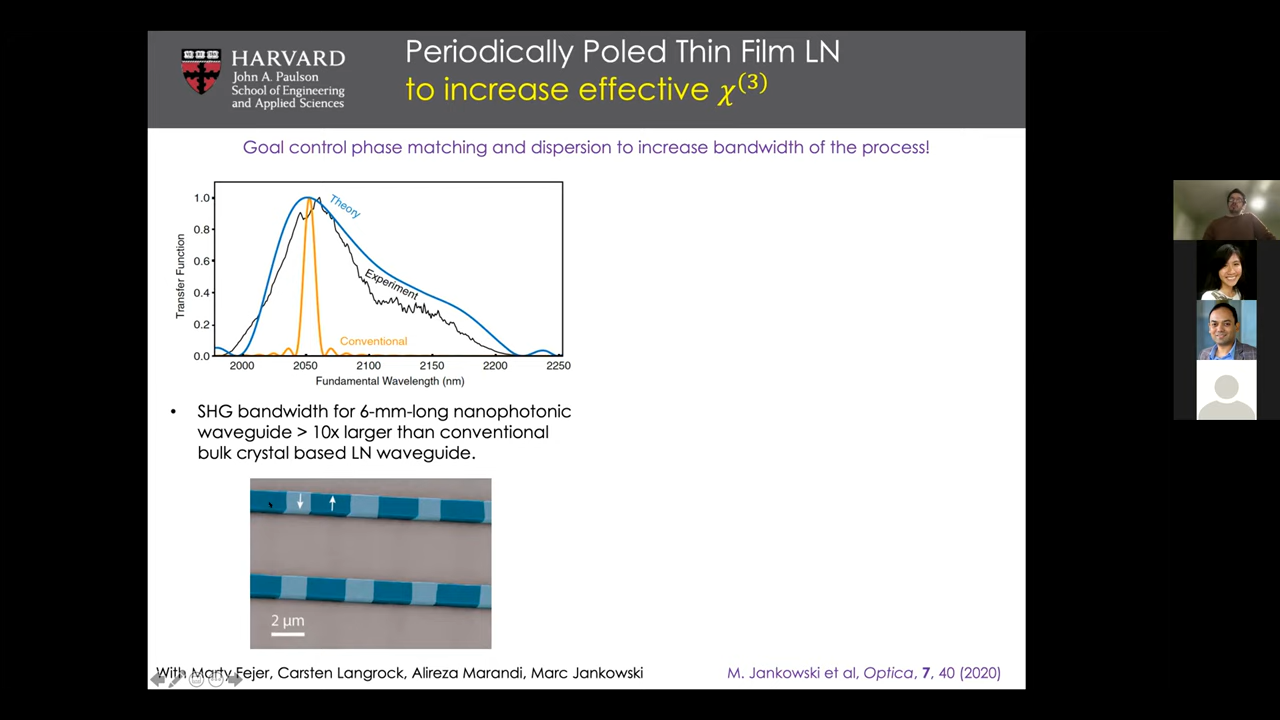 HARVARD
John A. Paulson
School of Engineering
and Applied Sciences
Periodically Poled Thin Film LN
to increase effective χ⁽³⁾
Goal control phase matching and dispersion to increase bandwidth of the process!
1.0
0.8
0.6
0.4
0.2
0.0
Transfer Function
Theory
Experiment
Conventional
2000 2050 2100 2150 2200 2250
Fundamental Wavelength (nm)
• SHG bandwidth for 6-mm-long nanophotonic
waveguide > 10x larger than conventional
bulk crystal based LN waveguide.
2 μm
With Marty Fejer, Carsten Langrock, Alireza Marandi, Marc Jankowski
M. Jankowski et al, Optica, 7, 40 (2020)